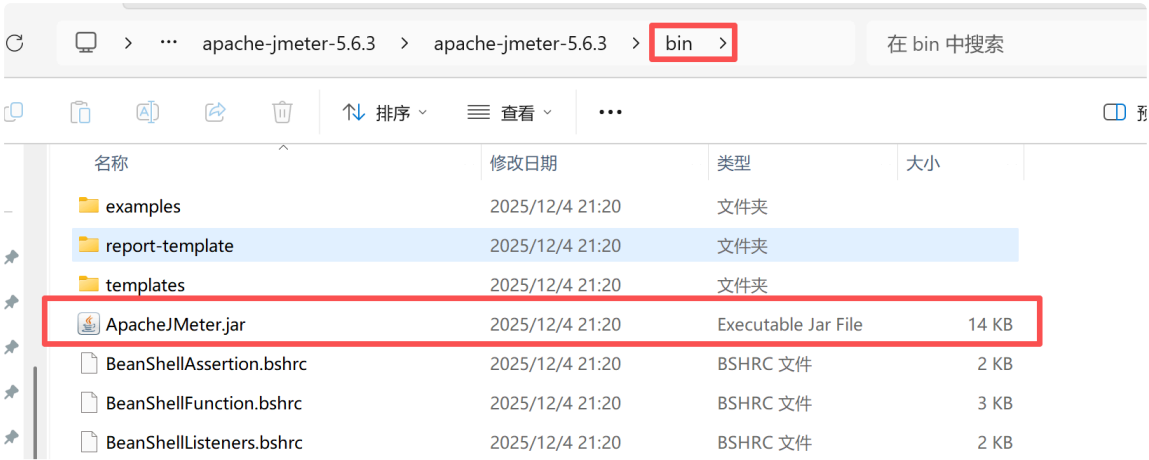 … apache-jmeter-5.6.3 > apache-jmeter-5.6.3 > bin > 在 bin 中搜索
A 排序 查看 … 预
名称 修改日期 类型 大小
examples 2025/12/4 21:20 文件夹
report-template 2025/12/4 21:20 文件夹
templates 2025/12/4 21:20 文件夹
ApacheJMeter.jar 2025/12/4 21:20 Executable Jar File 14 KB
BeanShellAssertion.bshrc 2025/12/4 21:20 BSHRC 文件 2 KB
BeanShellFunction.bshrc 2025/12/4 21:20 BSHRC 文件 3 KB
BeanShellListeners.bshrc 2025/12/4 21:20 BSHRC 文件 2 KB